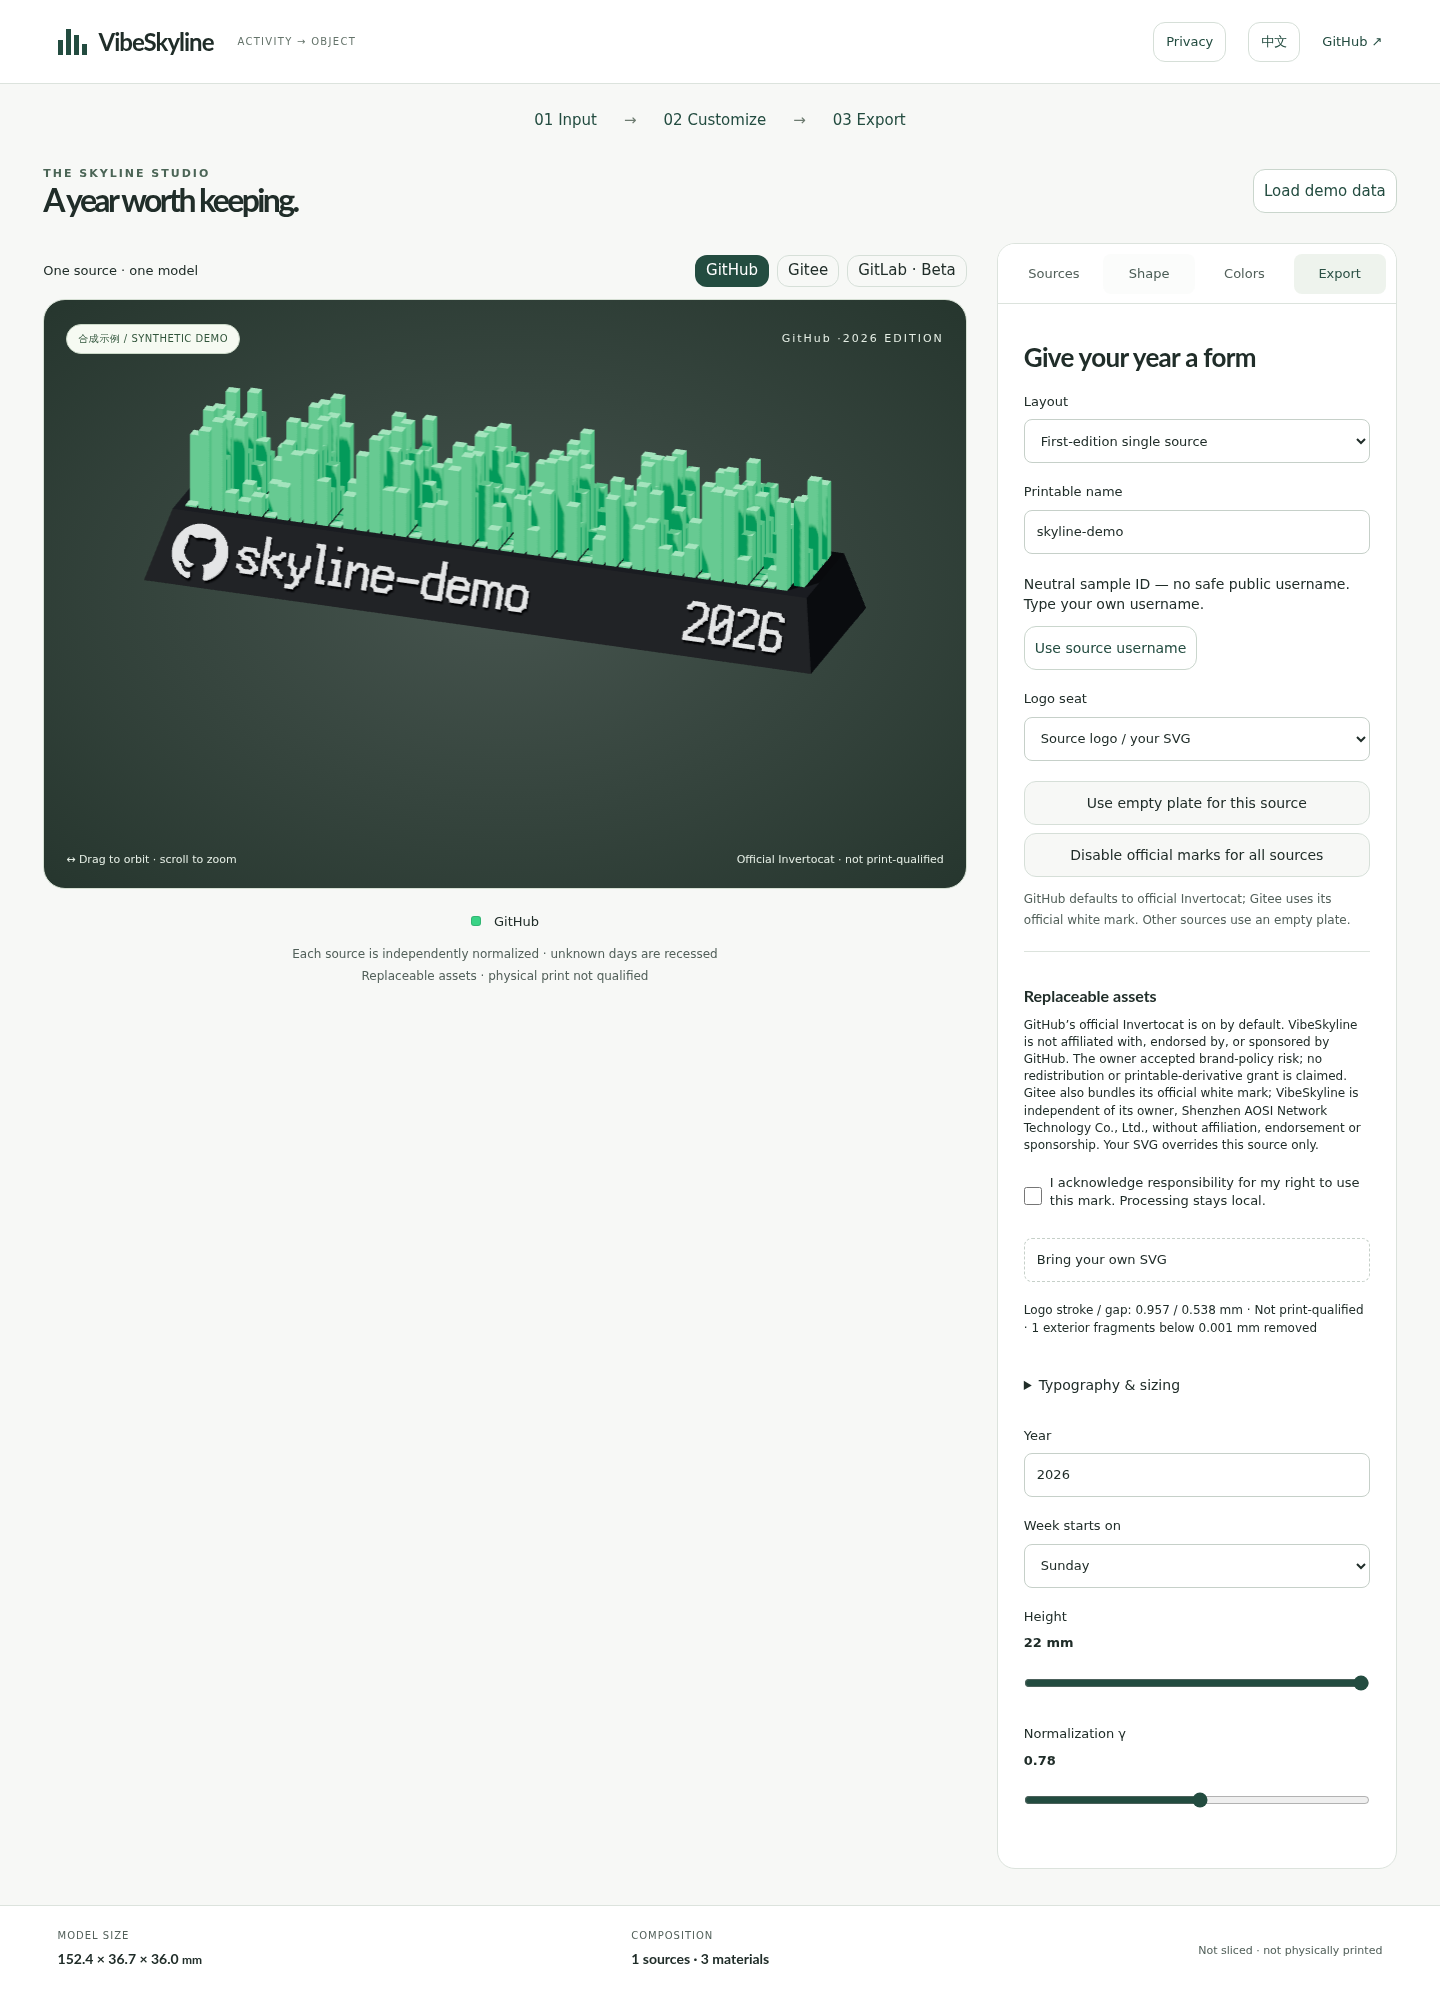 VibeSkyline
ACTIVITY → OBJECT
Privacy
中文
GitHub ↗
01 Input → 02 Customize → 03 Export
THE SKYLINE STUDIO
A year worth keeping.
Load demo data
One source · one model
GitHub
Gitee
GitLab · Beta
合成示例 / SYNTHETIC DEMO
GitHub ·2026 EDITION
skyline-demo
2026
↔ Drag to orbit · scroll to zoom
Official Invertocat · not print-qualified
GitHub
Each source is independently normalized · unknown days are recessed
Replaceable assets · physical print not qualified
Sources
Shape
Colors
Export
Give your year a form
Layout
First-edition single source
Printable name
skyline-demo
Neutral sample ID — no safe public username.
Type your own username.
Use source username
Logo seat
Source logo / your SVG
Use empty plate for this source
Disable official marks for all sources
GitHub defaults to official Invertocat; Gitee uses its
official white mark. Other sources use an empty plate.
Replaceable assets
GitHub’s official Invertocat is on by default. VibeSkyline
is not affiliated with, endorsed by, or sponsored by
GitHub. The owner accepted brand-policy risk; no
redistribution or printable-derivative grant is claimed.
Gitee also bundles its official white mark; VibeSkyline is
independent of its owner, Shenzhen AOSI Network
Technology Co., Ltd., without affiliation, endorsement or
sponsorship. Your SVG overrides this source only.
I acknowledge responsibility for my right to use
this mark. Processing stays local.
Bring your own SVG
Logo stroke / gap: 0.957 / 0.538 mm · Not print-qualified
· 1 exterior fragments below 0.001 mm removed
Typography & sizing
Year
2026
Week starts on
Sunday
Height
22 mm
Normalization γ
0.78
MODEL SIZE
152.4 × 36.7 × 36.0 mm
COMPOSITION
1 sources · 3 materials
Not sliced · not physically printed